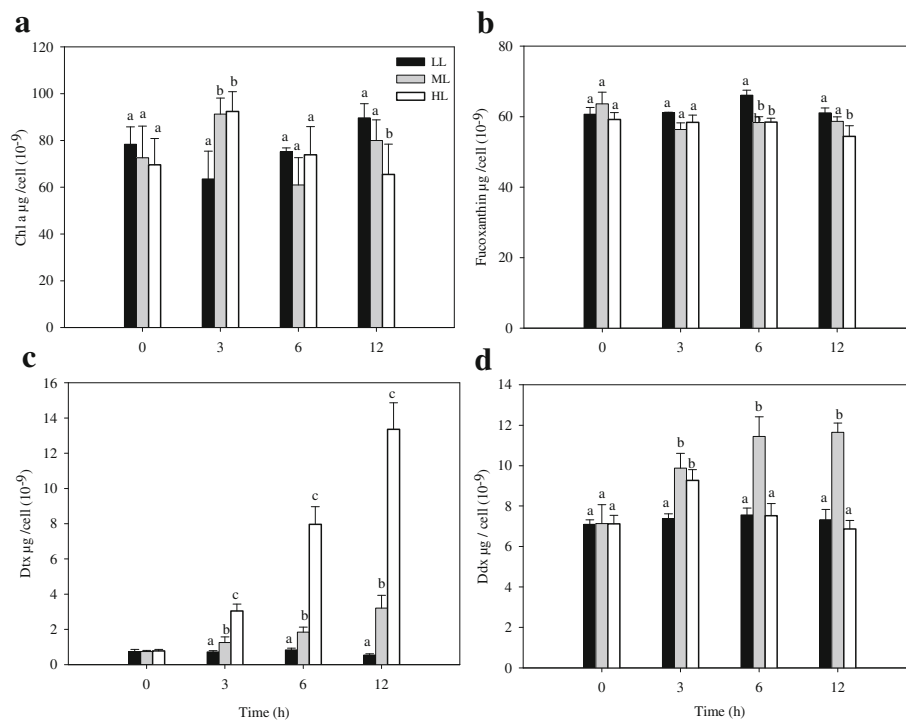 a
120
100
80
60
40
20
0
Chl a µg /cell (10-9)
a a a
a b b
a a a
a a b
LL
ML
HL
0 3 6 12
b
80
60
40
20
0
Fucoxanthin µg /cell (10-9)
a a a
a a a
a b b
a a b
0 3 6 12
c
16
14
12
10
8
6
4
2
0
Dtx µg /cell (10-9)
a b c
a b c
a b c
0 3 6 12
Time (h)
d
14
12
10
8
6
4
2
0
Ddx µg / cell (10-9)
a a a
a b b
a b a
a b a
0 3 6 12
Time (h)